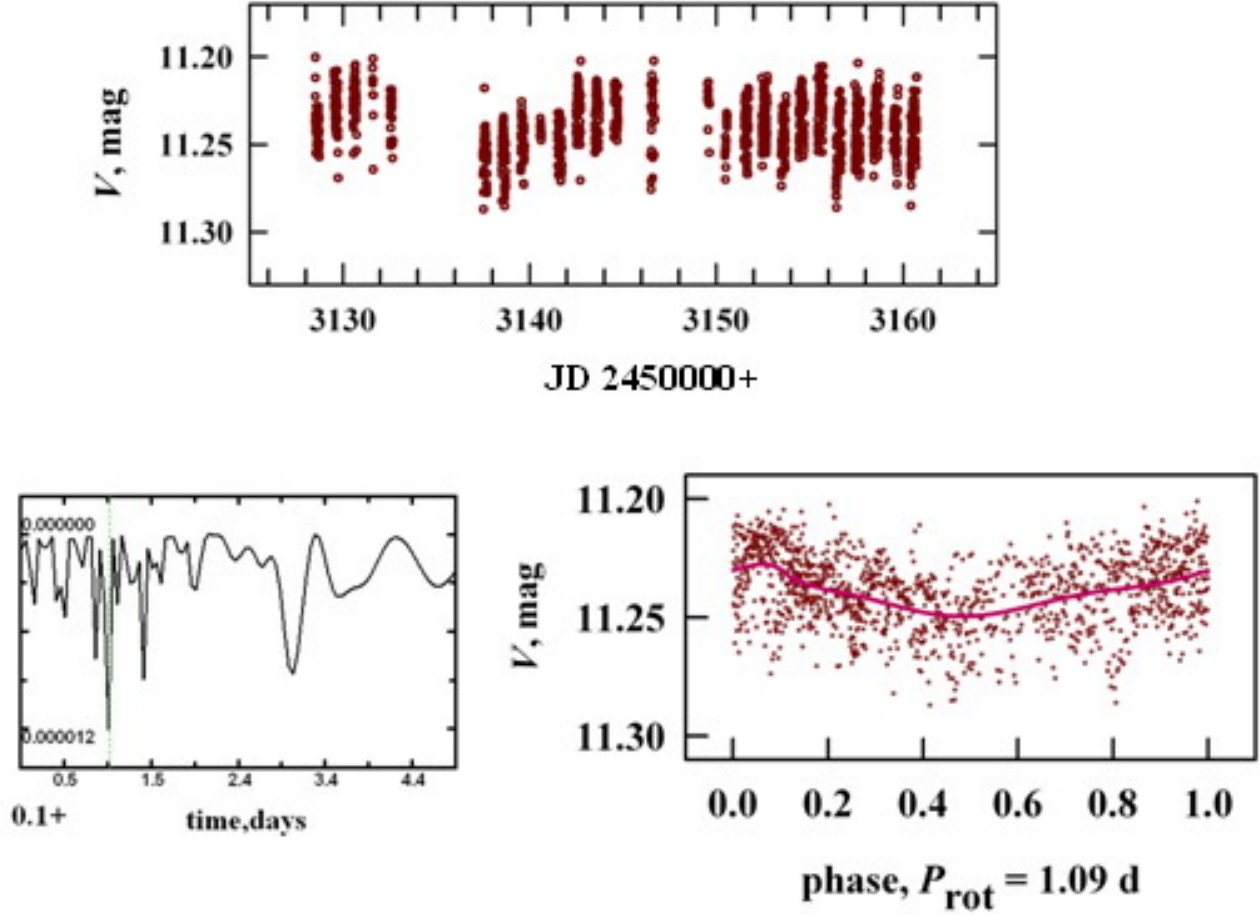 11.20
11.25
11.30
V, mag
3130 3140 3150 3160
JD 2450000+
0.000000
0.000012
0.5 1.5 2.4 3.4 4.4
0.1+ time,days
11.20
11.25
11.30
V, mag
0.0 0.2 0.4 0.6 0.8 1.0
phase, Prot = 1.09 d